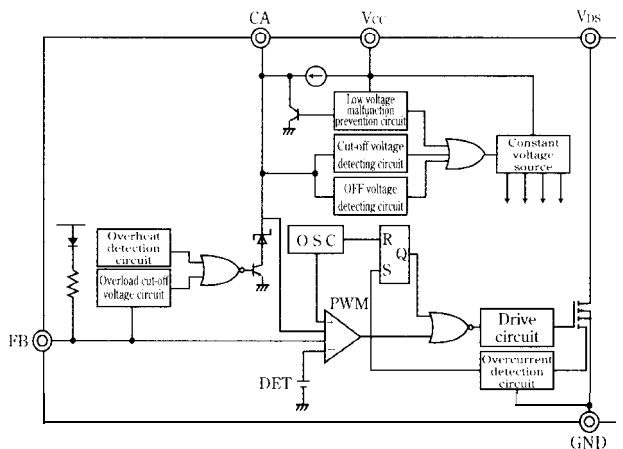 CA
VCC
VDS
Low voltage
malfunction
prevention circuit
Cut-off voltage
detecting circuit
OFF voltage
detecting circuit
Constant
voltage
source
Overheat
detection
circuit
Overload cut-off
voltage circuit
OSC
R
Q
S
PWM
Drive
circuit
Overcurrent
detection
circuit
FB
DET
GND